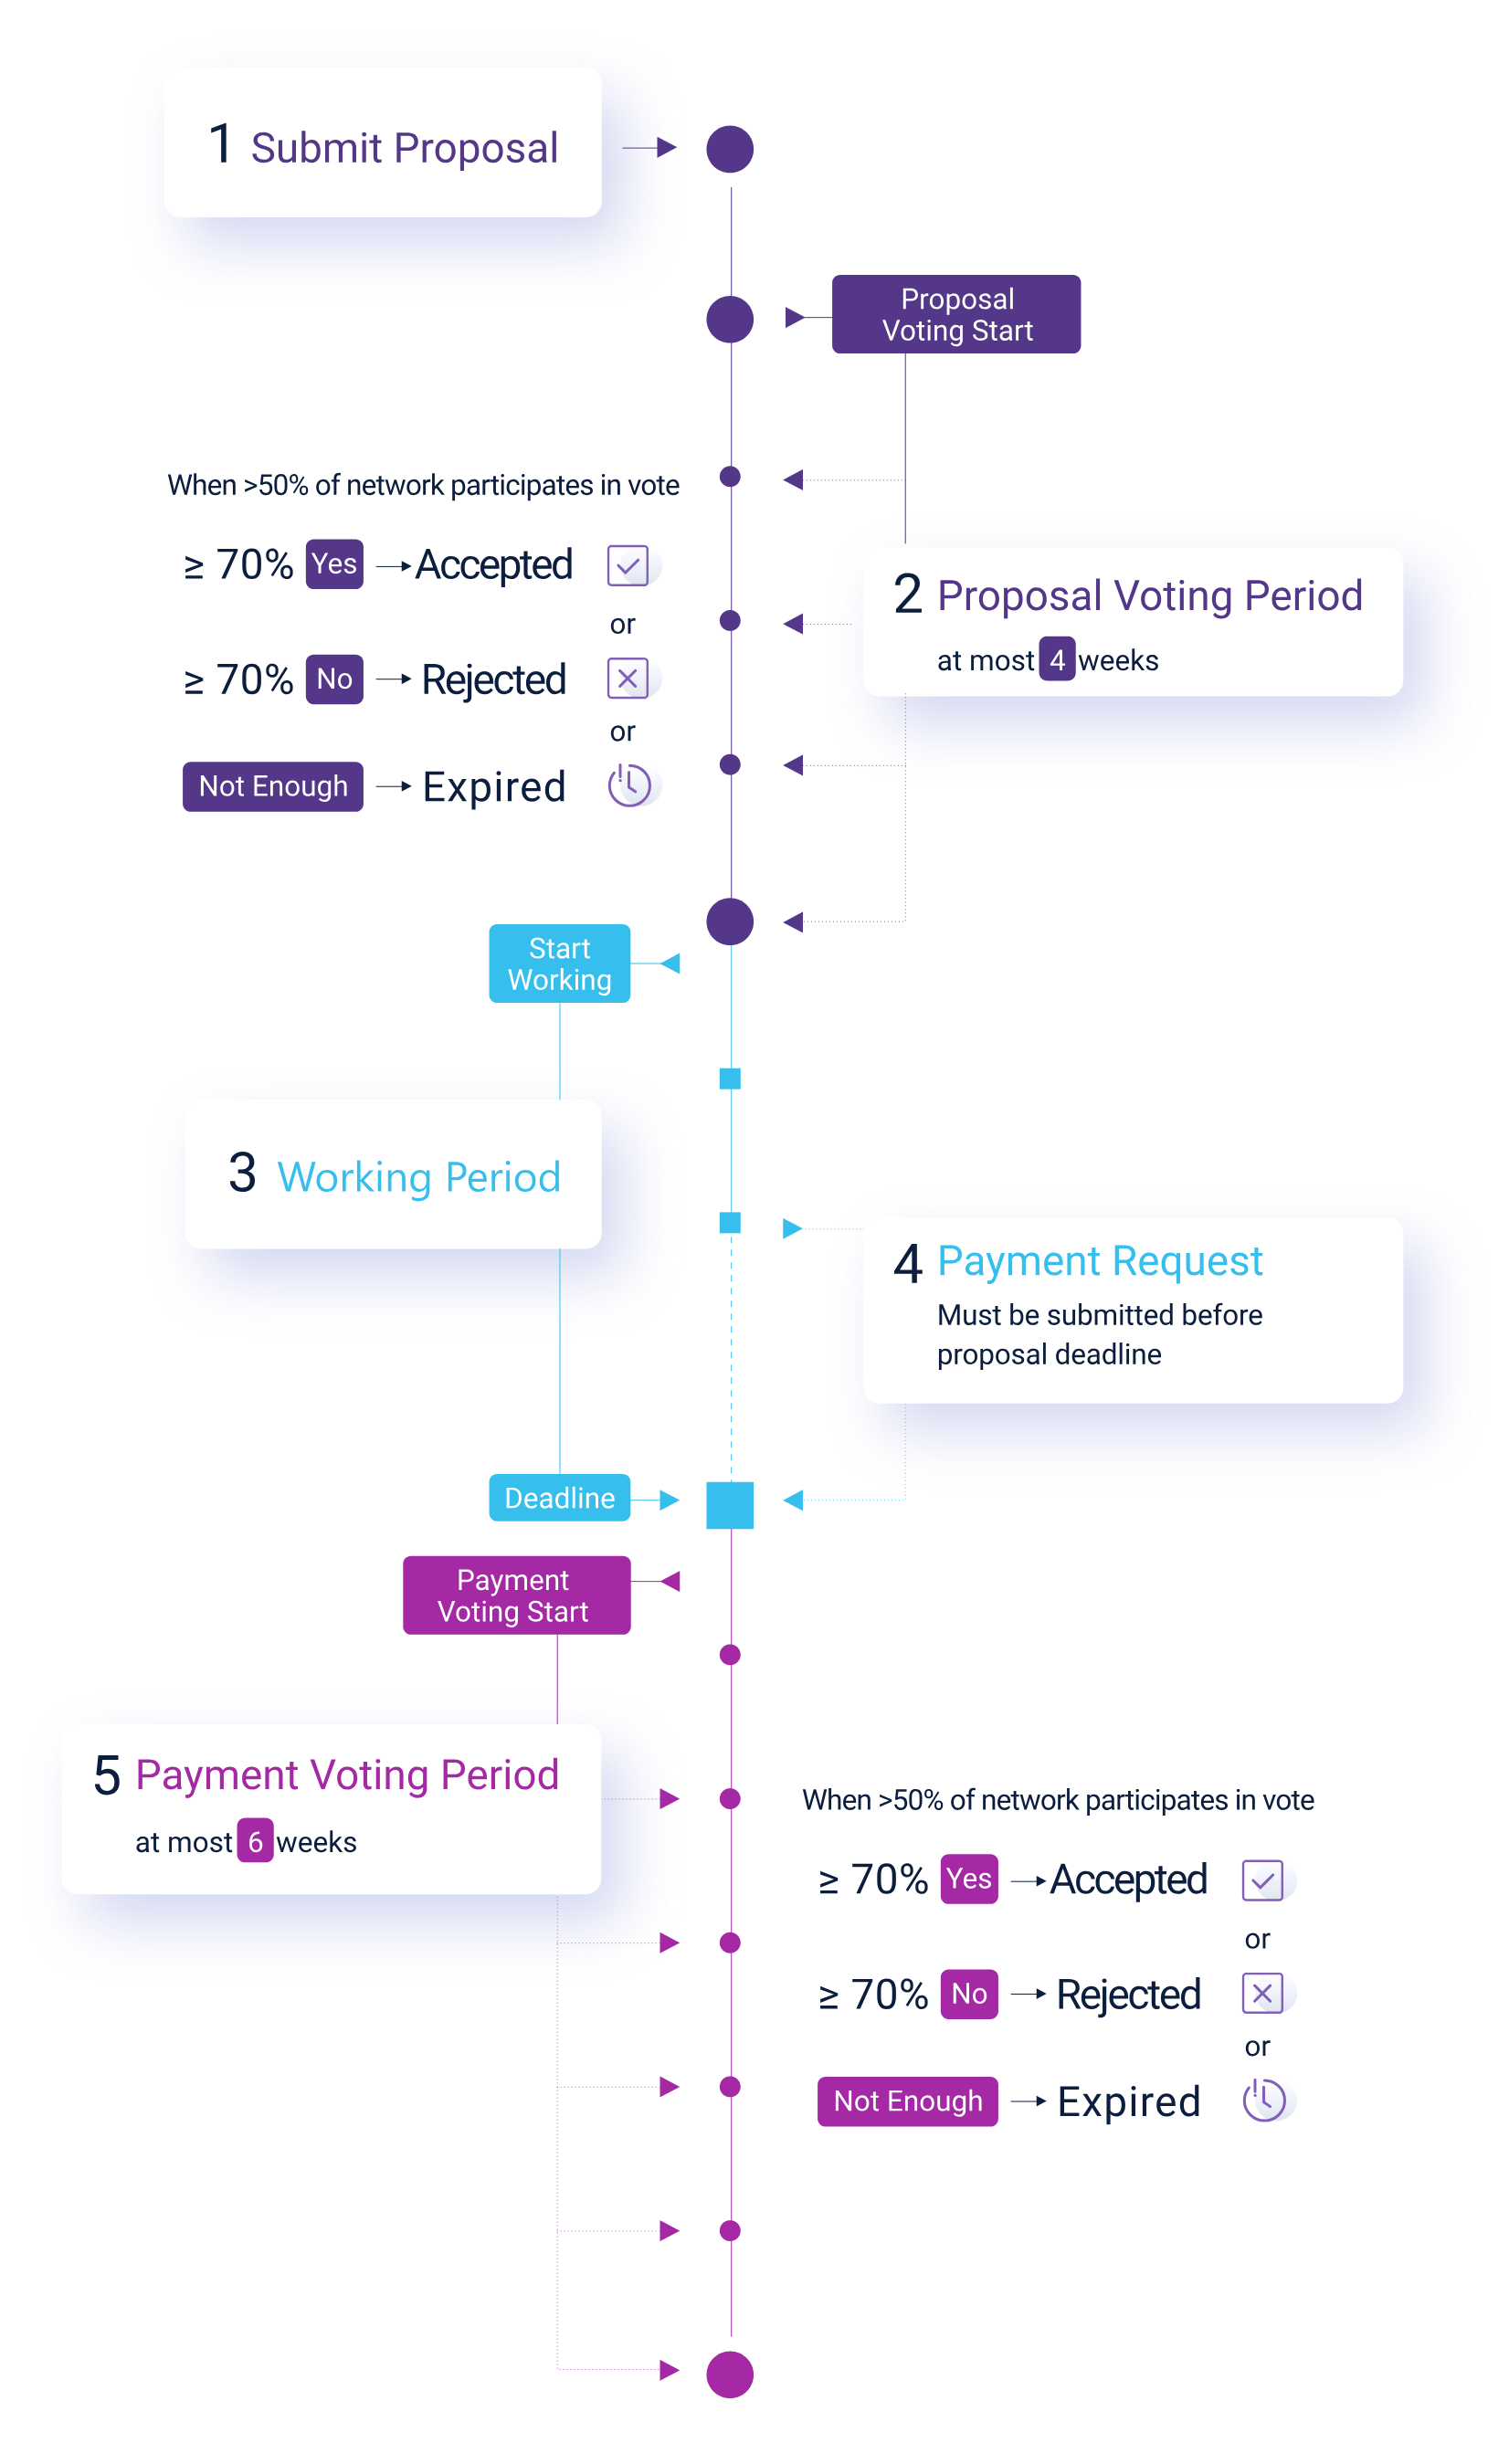 1 Submit Proposal
Proposal
Voting Start
When >50% of network participates in vote
≥ 70% Yes Accepted
or
≥ 70% No Rejected
or
Not Enough Expired
2 Proposal Voting Period
at most 4 weeks
Start
Working
3 Working Period
4 Payment Request
Must be submitted before
proposal deadline
Deadline
Payment
Voting Start
5 Payment Voting Period
at most 6 weeks
When >50% of network participates in vote
≥ 70% Yes Accepted
or
≥ 70% No Rejected
or
Not Enough Expired